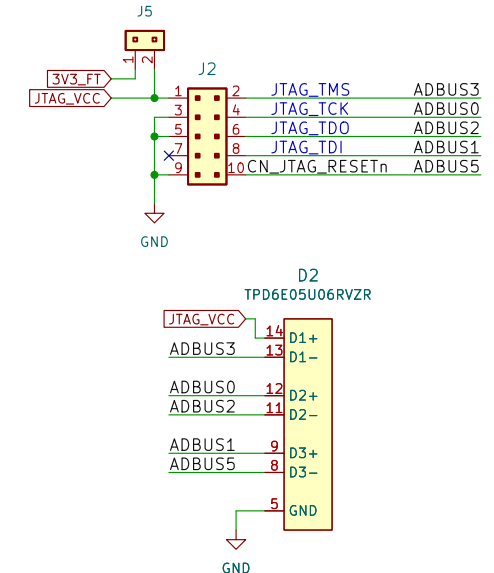 J5
1 2
3V3_FT
JTAG_VCC
J2
1 2 JTAG_TMS ADBUS3
3 4 JTAG_TCK ADBUS0
5 6 JTAG_TDO ADBUS2
7 8 JTAG_TDI ADBUS1
9 10 CN_JTAG_RESETn ADBUS5
GND
D2
TPD6E05U06RVZR
JTAG_VCC
14 D1+
ADBUS3 13 D1-
ADBUS0 12 D2+
ADBUS2 11 D2-
ADBUS1 9 D3+
ADBUS5 8 D3-
5 GND
GND